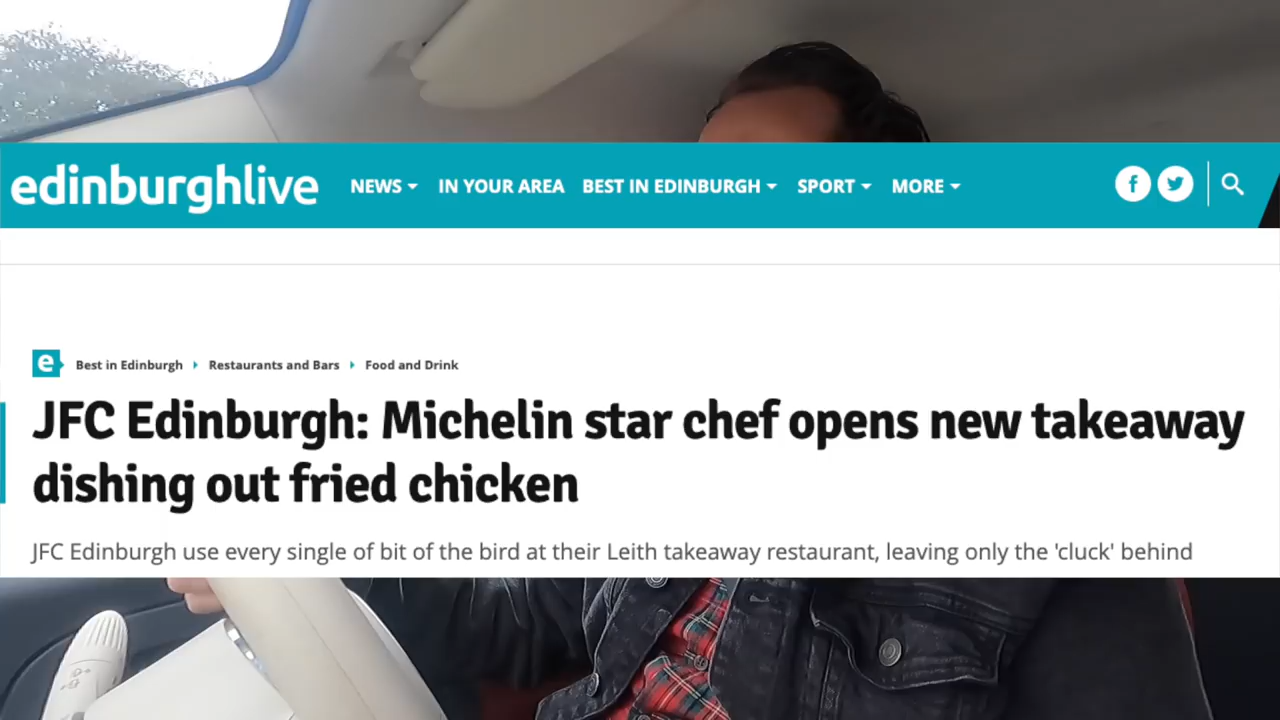 edinburghlive NEWS IN YOUR AREA BEST IN EDINBURGH SPORT MORE
e Best in Edinburgh Restaurants and Bars Food and Drink
JFC Edinburgh: Michelin star chef opens new takeaway
dishing out fried chicken
JFC Edinburgh use every single of bit of the bird at their Leith takeaway restaurant, leaving only the 'cluck' behind